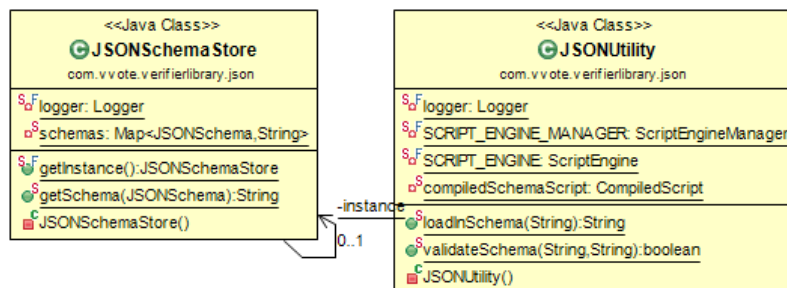 <<Java Class>>
JSONSchemaStore
com.vvote.verifierlibrary.json
logger: Logger
schemas: Map<JSONSchema,String>
getInstance():JSONSchemaStore
getSchema(JSONSchema):String
JSONSchemaStore()
-instance
0..1
<<Java Class>>
JSONUtility
com.vvote.verifierlibrary.json
logger: Logger
SCRIPT_ENGINE_MANAGER: ScriptEngineManager
SCRIPT_ENGINE: ScriptEngine
compiledSchemaScript: CompiledScript
loadInSchema(String):String
validateSchema(String,String):boolean
JSONUtility()